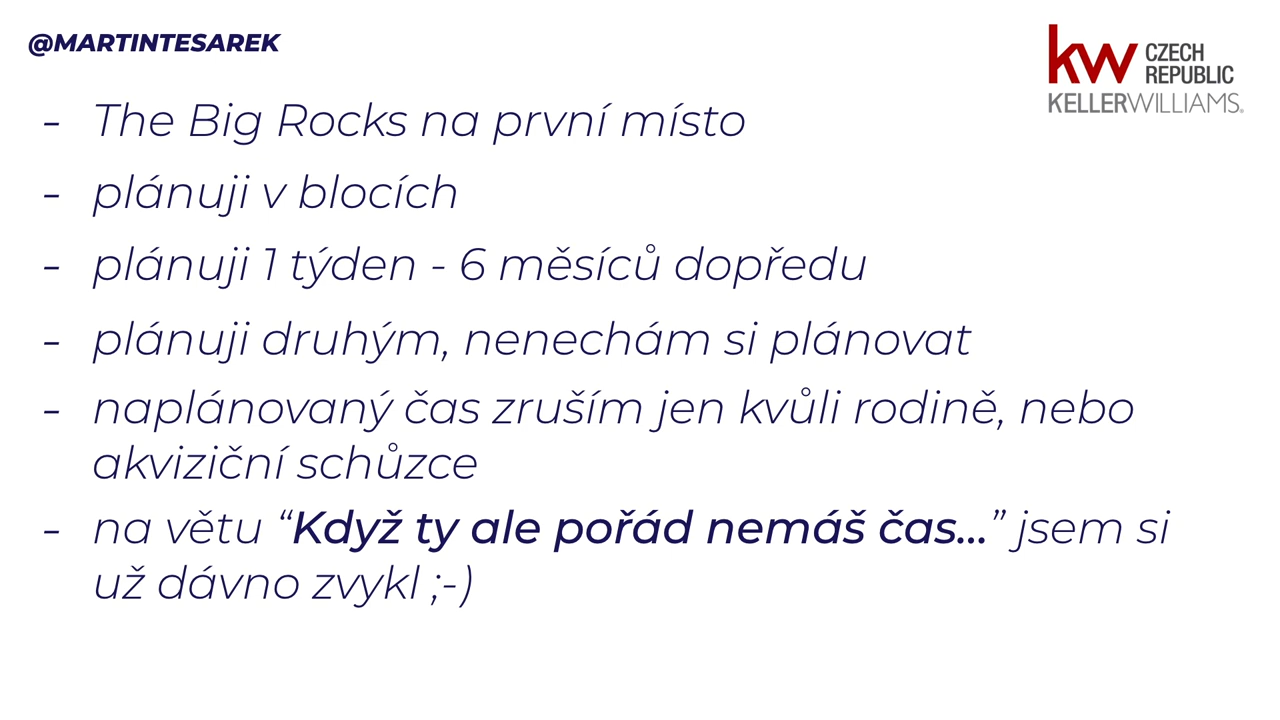 @MARTINTESAREK
kw CZECH
REPUBLIC
KELLERWILLIAMS®
- The Big Rocks na první místo
- plánuji v blocích
- plánuji 1 týden - 6 měsíců dopředu
- plánuji druhým, nenechám si plánovat
- naplánovaný čas zruším jen kvůli rodině, nebo
akviziční schůzce
- na větu “Když ty ale pořád nemáš čas...” jsem si
už dávno zvykl ;-)